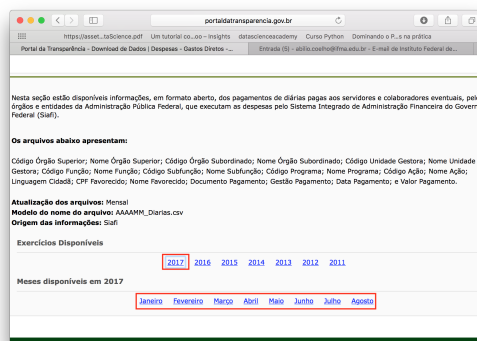 portaldatransparencia.gov.br
https://asset...taScience.pdf Um tutorial co...oo – Insights datascienceacademy Curso Python Dominando o P...s na prática
Portal da Transparência - Download de Dados | Despesas - Gastos Diretos -... Entrada (5) - abilio.coelho@ifma.edu.br - E-mail de Instituto Federal de...
Nesta seção estão disponíveis informações, em formato aberto, dos pagamentos de diárias pagas aos servidores e colaboradores eventuais, pel
órgãos e entidades da Administração Pública Federal, que executam as despesas pelo Sistema Integrado de Administração Financeira do Govern
Federal (Siafi).
Os arquivos abaixo apresentam:
Código Órgão Superior; Nome Órgão Superior; Código Órgão Subordinado; Nome Órgão Subordinado; Código Unidade Gestora; Nome Unidade
Gestora; Código Função; Nome Função; Código Subfunção; Nome Subfunção; Código Programa; Nome Programa; Código Ação; Nome Ação;
Linguagem Cidadã; CPF Favorecido; Nome Favorecido; Documento Pagamento; Gestão Pagamento; Data Pagamento; e Valor Pagamento.
Atualização dos arquivos: Mensal
Modelo do nome do arquivo: AAAAMM_Diarias.csv
Origem das informações: Siafi
Exercícios Disponíveis
2017 2016 2015 2014 2013 2012 2011
Meses disponíveis em 2017
Janeiro Fevereiro Março Abril Maio Junho Julho Agosto